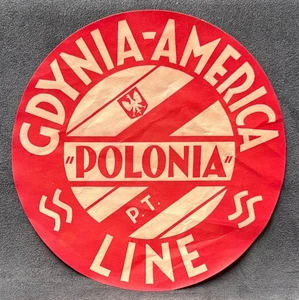 GDYNIA-AMERICA
"POLONIA"
P.T.
SS SS
LINE